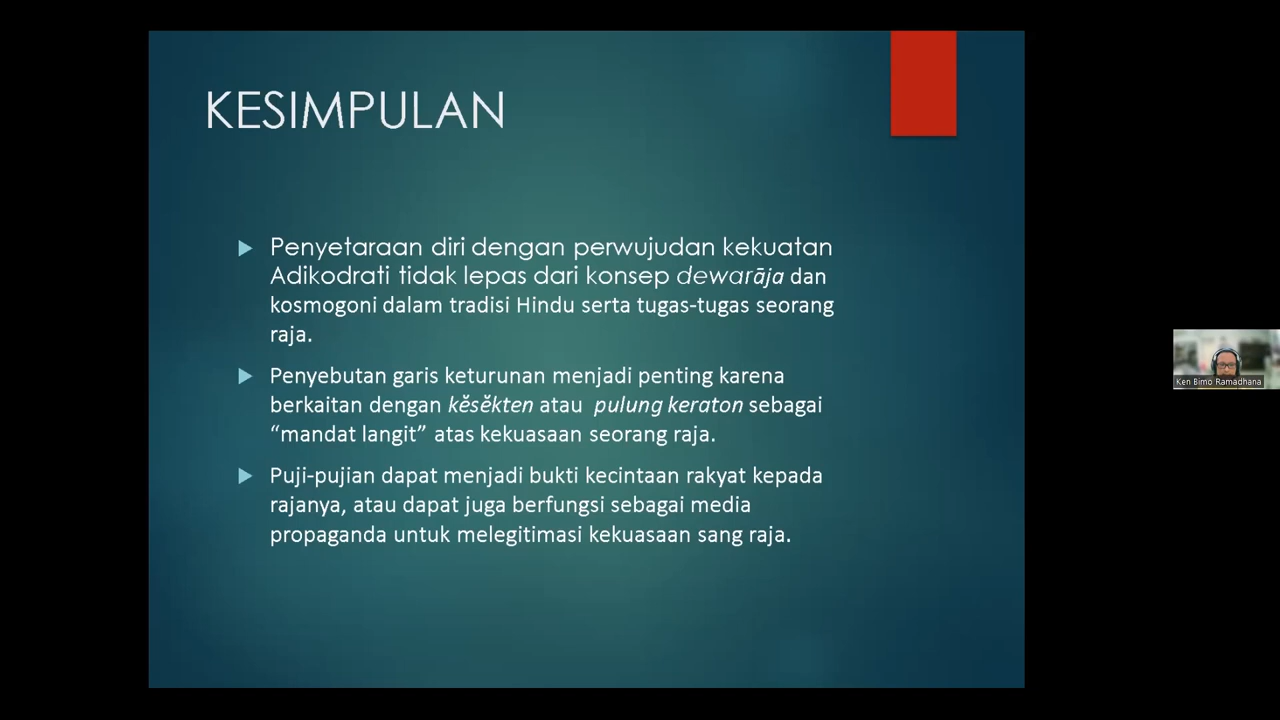 KESIMPULAN
Penyetaraan diri dengan perwujudan kekuatan
Adikodrati tidak lepas dari konsep dewarāja dan
kosmogoni dalam tradisi Hindu serta tugas-tugas seorang
raja.
Penyebutan garis keturunan menjadi penting karena
berkaitan dengan kĕsĕkten atau pulung keraton sebagai
“mandat langit” atas kekuasaan seorang raja.
Puji-pujian dapat menjadi bukti kecintaan rakyat kepada
rajanya, atau dapat juga berfungsi sebagai media
propaganda untuk melegitimasi kekuasaan sang raja.
Ken Bimo Ramadhana